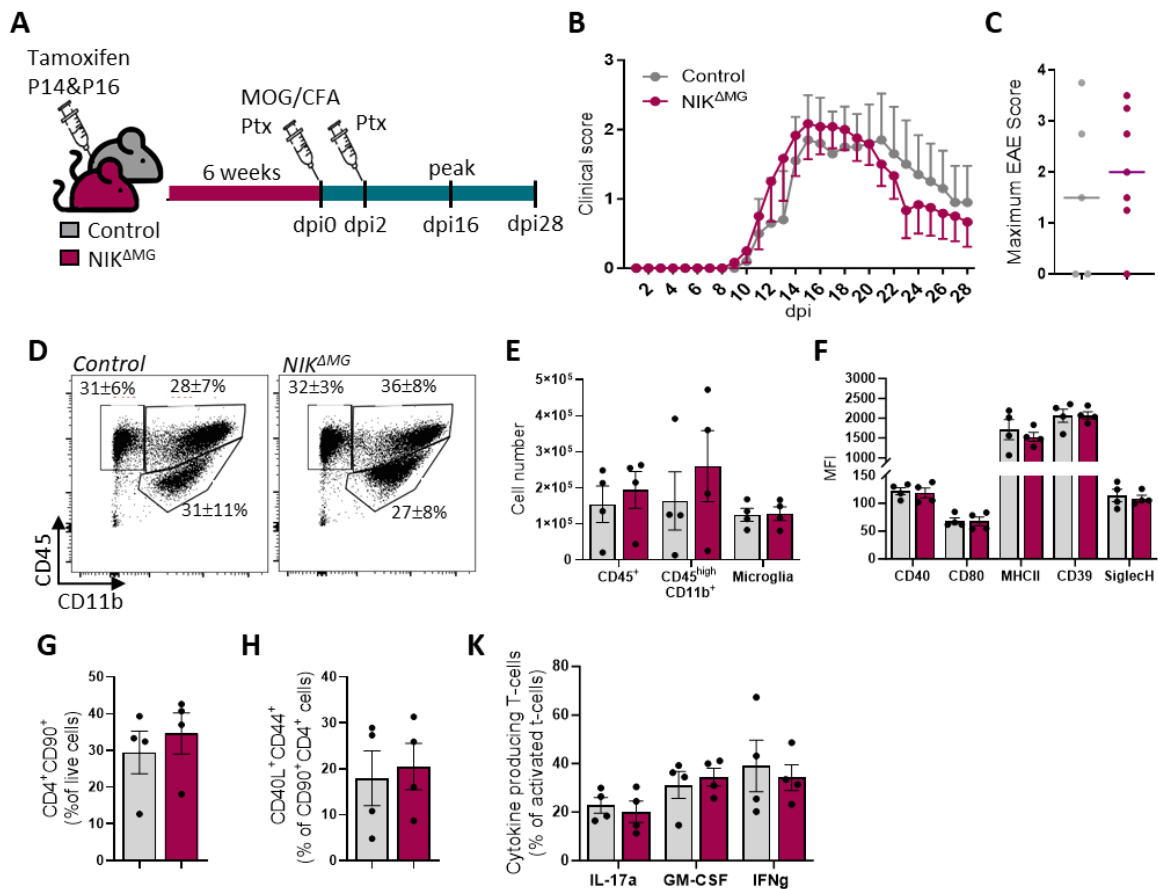 A
Tamoxifen
P14&P16
MOG/CFA
Ptx
Ptx
6 weeks
peak
dpi0
dpi2
dpi16
dpi28
Control
NIKΔMG
B
Control
NIKΔMG
Clinical score
3
2
1
0
2
4
6
8
10
12
14
16
18
20
22
24
26
28
dpi
C
Maximum EAE Score
4
3
2
1
0
D
Control
NIKΔMG
31±6%
28±7%
31±11%
32±3%
36±8%
27±8%
CD45
CD11b
E
Cell number
5×10⁵
4×10⁵
3×10⁵
2×10⁵
1×10⁵
0
CD45⁺
CD45high
CD11b⁺
Microglia
F
MFI
3000
2500
2000
1500
1000
150
100
50
0
CD40
CD80
MHCII
CD39
SiglecH
G
CD4⁺CD90⁺
(%of live cells)
50
40
30
20
10
0
H
CD40L⁺CD44⁺
(% of CD90⁺CD4⁺ cells)
40
30
20
10
0
K
Cytokine producing T-cells
(% of activated t-cells)
80
60
40
20
0
IL-17a
GM-CSF
IFNg